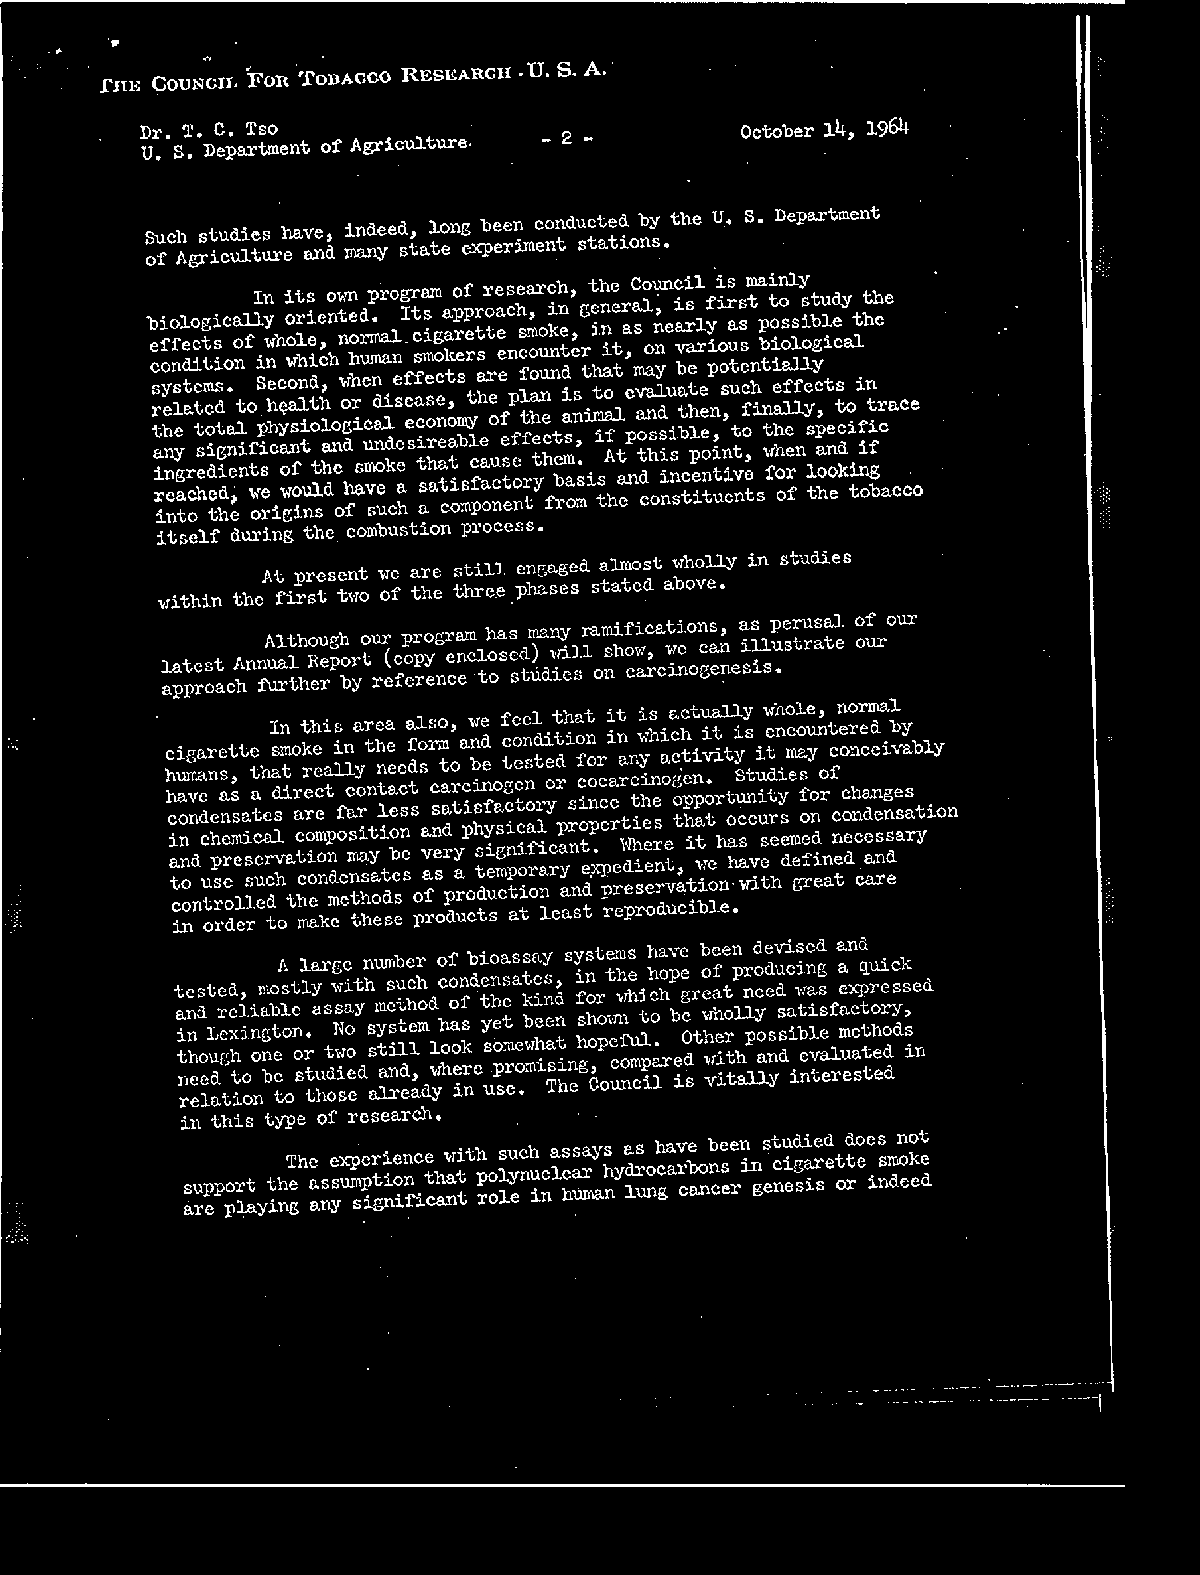 THE COUNCIL FOR TOBACCO RESEARCH - U. S. A.
Dr. T. C. Tso
U. S. Department of Agriculture
- 2 -
October 14, 1964
Such studies have, indeed, long been conducted by the U. S. Department
of Agriculture and many state experiment stations.
In its own program of research, the Council is mainly
biologically oriented. Its approach, in general, is first to study the
effects of whole, normal cigarette smoke, in as nearly as possible the
condition in which human smokers encounter it, on various biological
systems. Second, when effects are found that may be potentially
related to health or disease, the plan is to evaluate such effects in
the total physiological economy of the animal and then, finally, to trace
any significant and undesireable effects, if possible, to the specific
ingredients of the smoke that cause them. At this point, when and if
reached, we would have a satisfactory basis and incentive for looking
into the origins of such a component from the constituents of the tobacco
itself during the combustion process.
At present we are still engaged almost wholly in studies
within the first two of the three phases stated above.
Although our program has many ramifications, as perusal of our
latest Annual Report (copy enclosed) will show, we can illustrate our
approach further by reference to studies on carcinogenesis.
In this area also, we feel that it is actually whole, normal
cigarette smoke in the form and condition in which it is encountered by
humans, that really needs to be tested for any activity it may conceivably
have as a direct contact carcinogen or cocarcinogen. Studies of
condensates are far less satisfactory since the opportunity for changes
in chemical composition and physical properties that occurs on condensation
and preservation may be very significant. Where it has seemed necessary
to use such condensates as a temporary expedient, we have defined and
controlled the methods of production and preservation with great care
in order to make these products at least reproducible.
A large number of bioassay systems have been devised and
tested, mostly with such condensates, in the hope of producing a quick
and reliable assay method of the kind for which great need was expressed
in Lexington. No system has yet been shown to be wholly satisfactory,
though one or two still look somewhat hopeful. Other possible methods
need to be studied and, where promising, compared with and evaluated in
relation to those already in use. The Council is vitally interested
in this type of research.
The experience with such assays as have been studied does not
support the assumption that polynuclear hydrocarbons in cigarette smoke
are playing any significant role in human lung cancer genesis or indeed